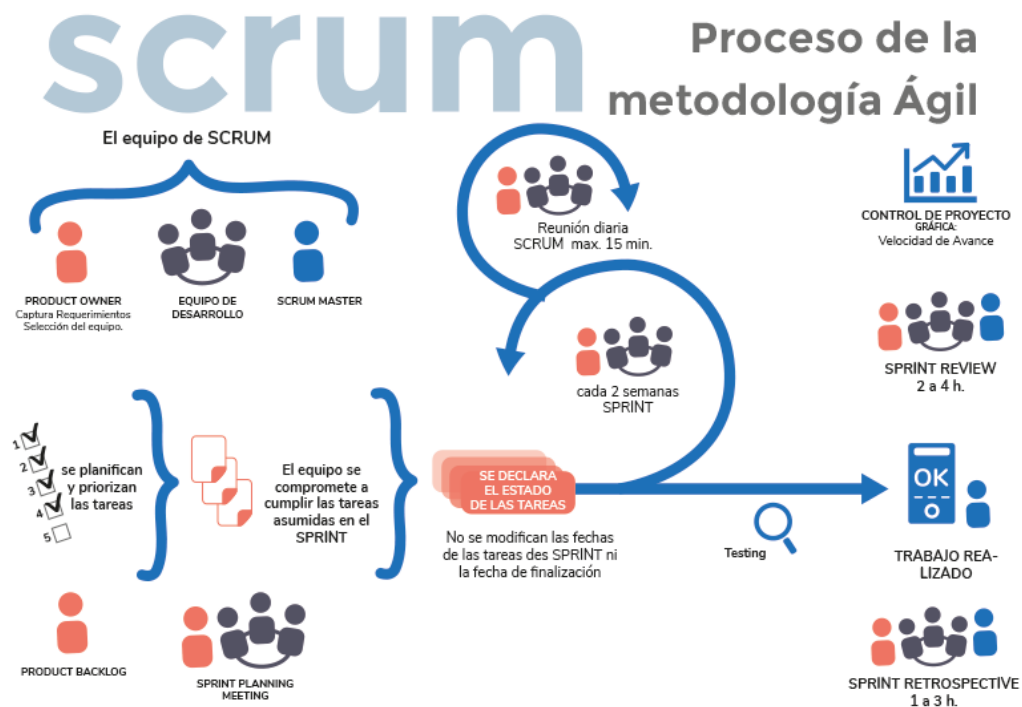 scrum
Proceso de la
metodología Ágil
El equipo de SCRUM
PRODUCT OWNER
Captura Requerimientos
Selección del equipo.
EQUIPO DE
DESARROLLO
SCRUM MASTER
Reunión diaria
SCRUM max. 15 min.
cada 2 semanas
SPRINT
CONTROL DE PROYECTO
GRÁFICA:
Velocidad de Avance
SPRINT REVIEW
2 a 4 h.
1
2
3
4
5
se planifican
y priorizan
las tareas
El equipo se
compromete a
cumplir las tareas
asumidas en el
SPRINT
SE DECLARA
EL ESTADO
DE LAS TAREAS
No se modifican las fechas
de las tareas des SPRINT ni
la fecha de finalización
Testing
OK
TRABAJO REA-
LIZADO
PRODUCT BACKLOG
SPRINT PLANNING
MEETING
SPRINT RETROSPECTIVE
1 a 3 h.